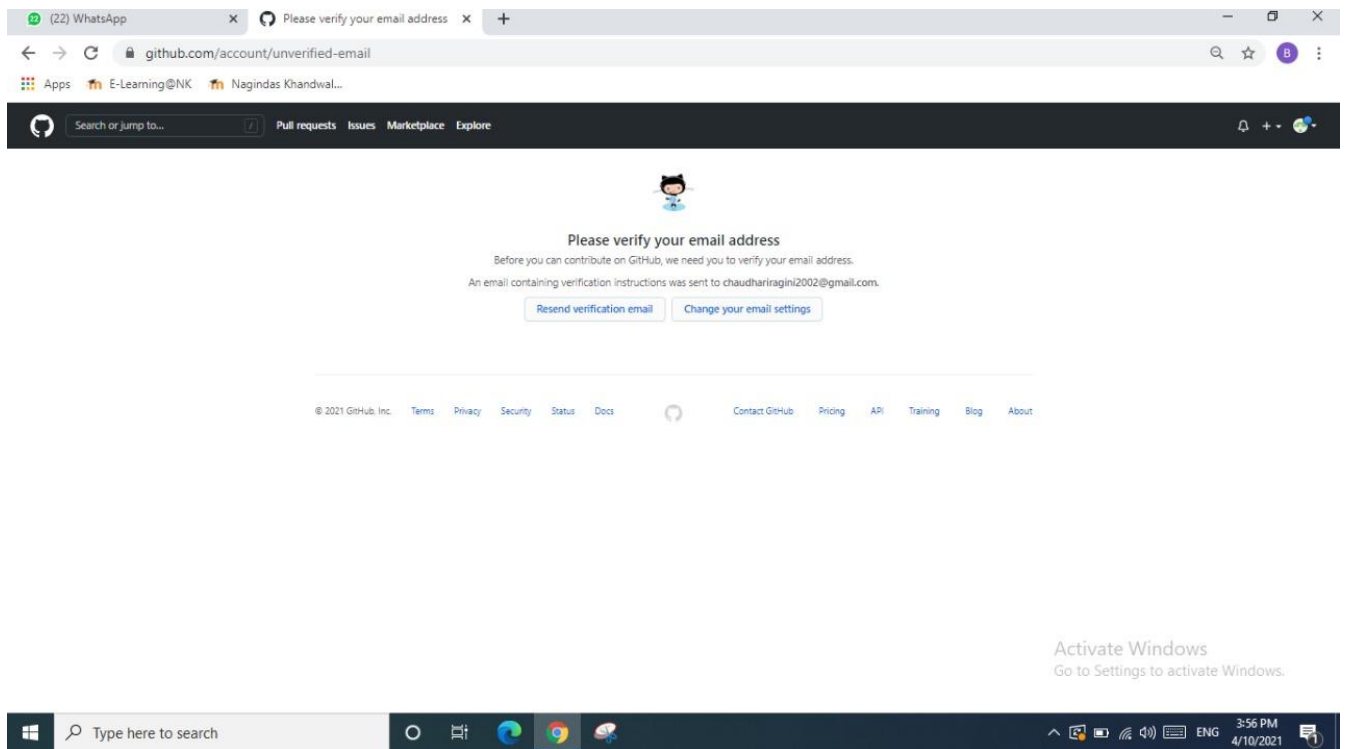 22 (22) WhatsApp Please verify your email address
github.com/account/unverified-email B
Apps E-Learning@NK Nagindas Khandwal...
Search or jump to... / Pull requests Issues Marketplace Explore
Please verify your email address
Before you can contribute on GitHub, we need you to verify your email address.
An email containing verification instructions was sent to chaudhariragini2002@gmail.com.
Resend verification email Change your email settings
© 2021 GitHub, Inc. Terms Privacy Security Status Docs Contact GitHub Pricing API Training Blog About
Activate Windows
Go to Settings to activate Windows.
Type here to search ENG 3:56 PM
4/10/2021 1